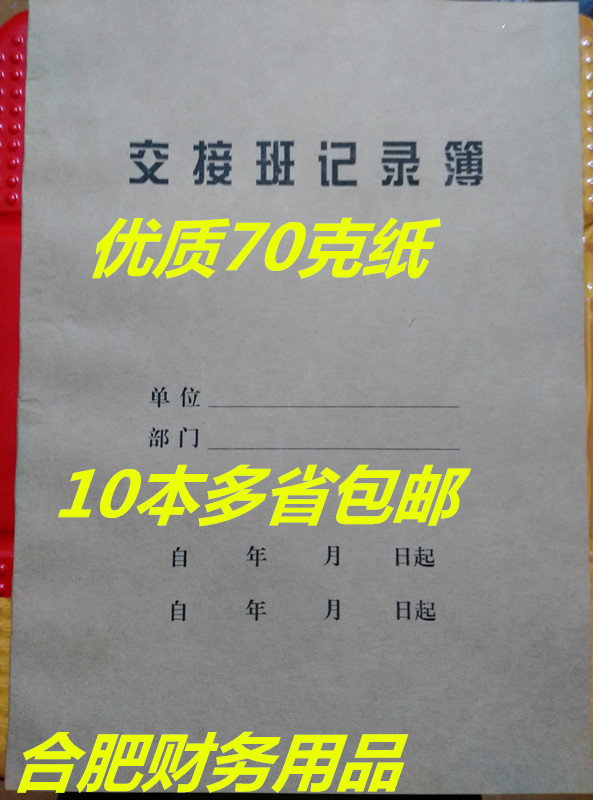 交接班记录簿
优质70克纸
单位
部门
10本多省包邮
自 年 月 日起
自 年 月 日起
合肥财务用品